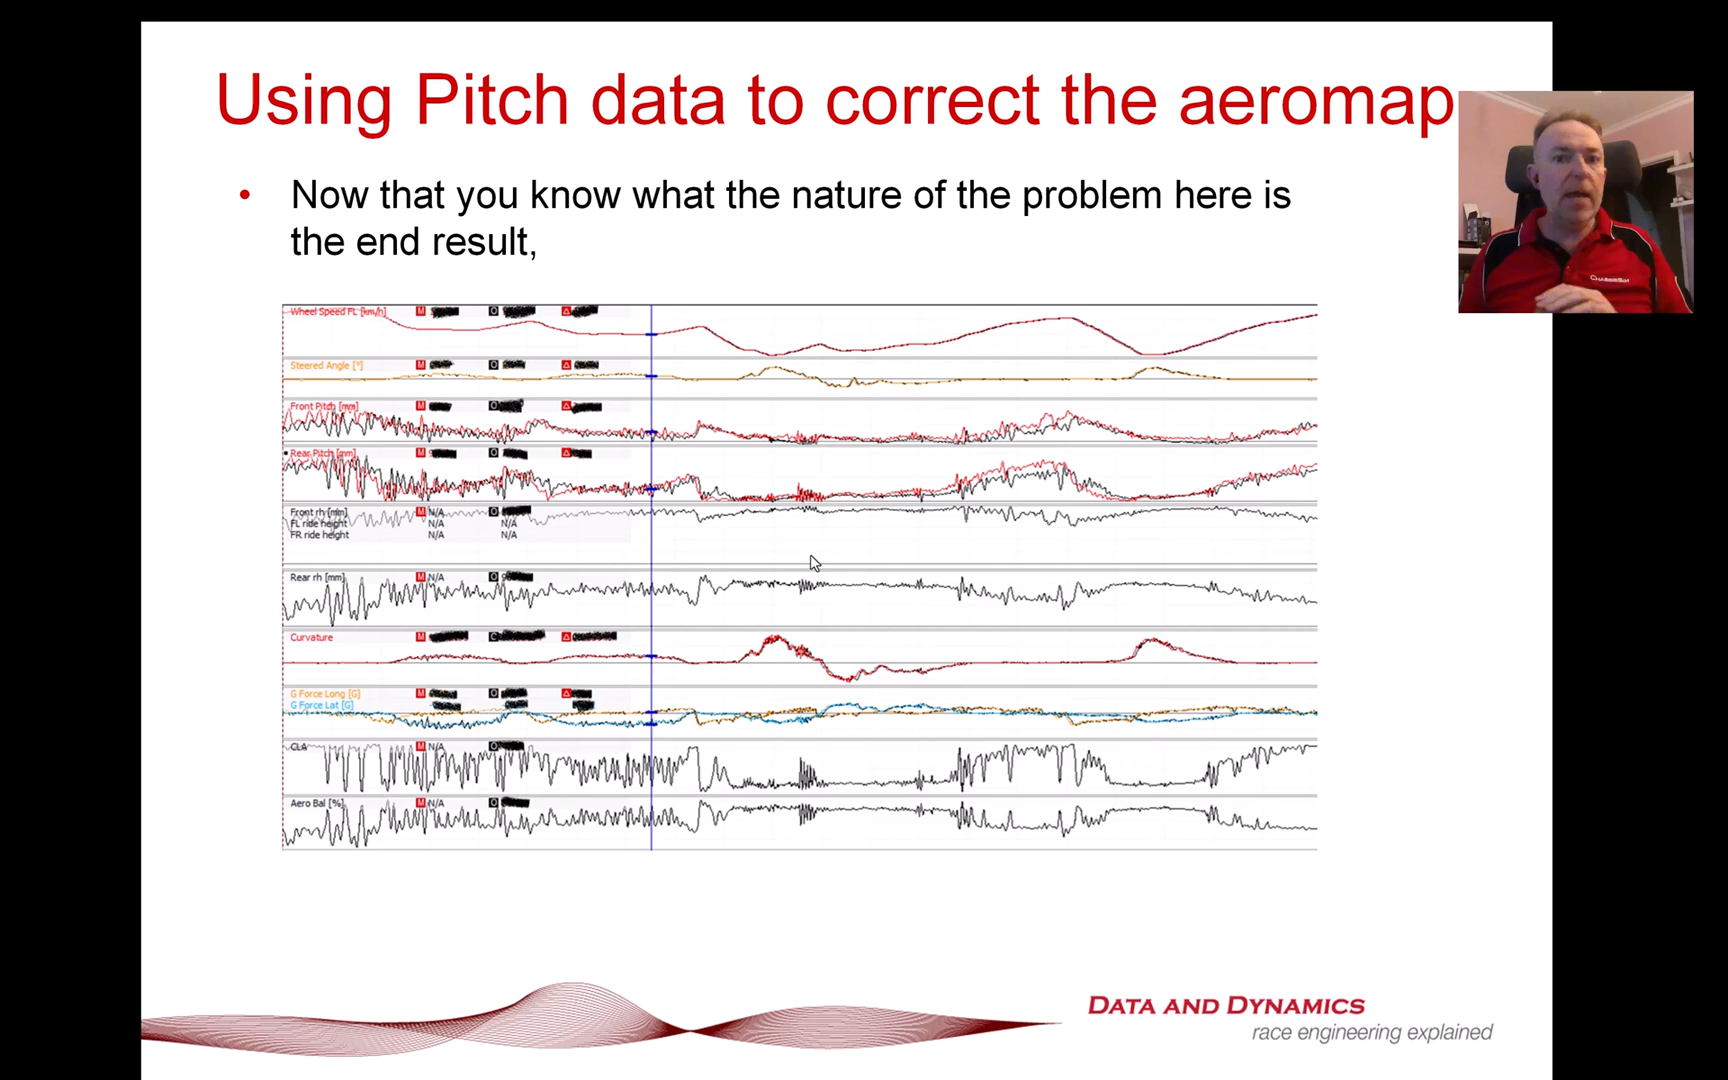 Using Pitch data to correct the aeromap
• Now that you know what the nature of the problem here is
the end result,
Wheel Speed FL [km/h] M O Δ
Steered Angle [°] M O Δ
Front Pitch [mm] M O Δ
Rear Pitch [mm] M O Δ
Front rh [mm] M N/A O
FL ride height N/A N/A
FR ride height N/A N/A
Rear rh [mm] M N/A O
Curvature M Δ
G Force Long [G] M O Δ
G Force Lat [G]
CLA M N/A O
Aero Bal [%] M N/A O
DATA AND DYNAMICS
race engineering explained